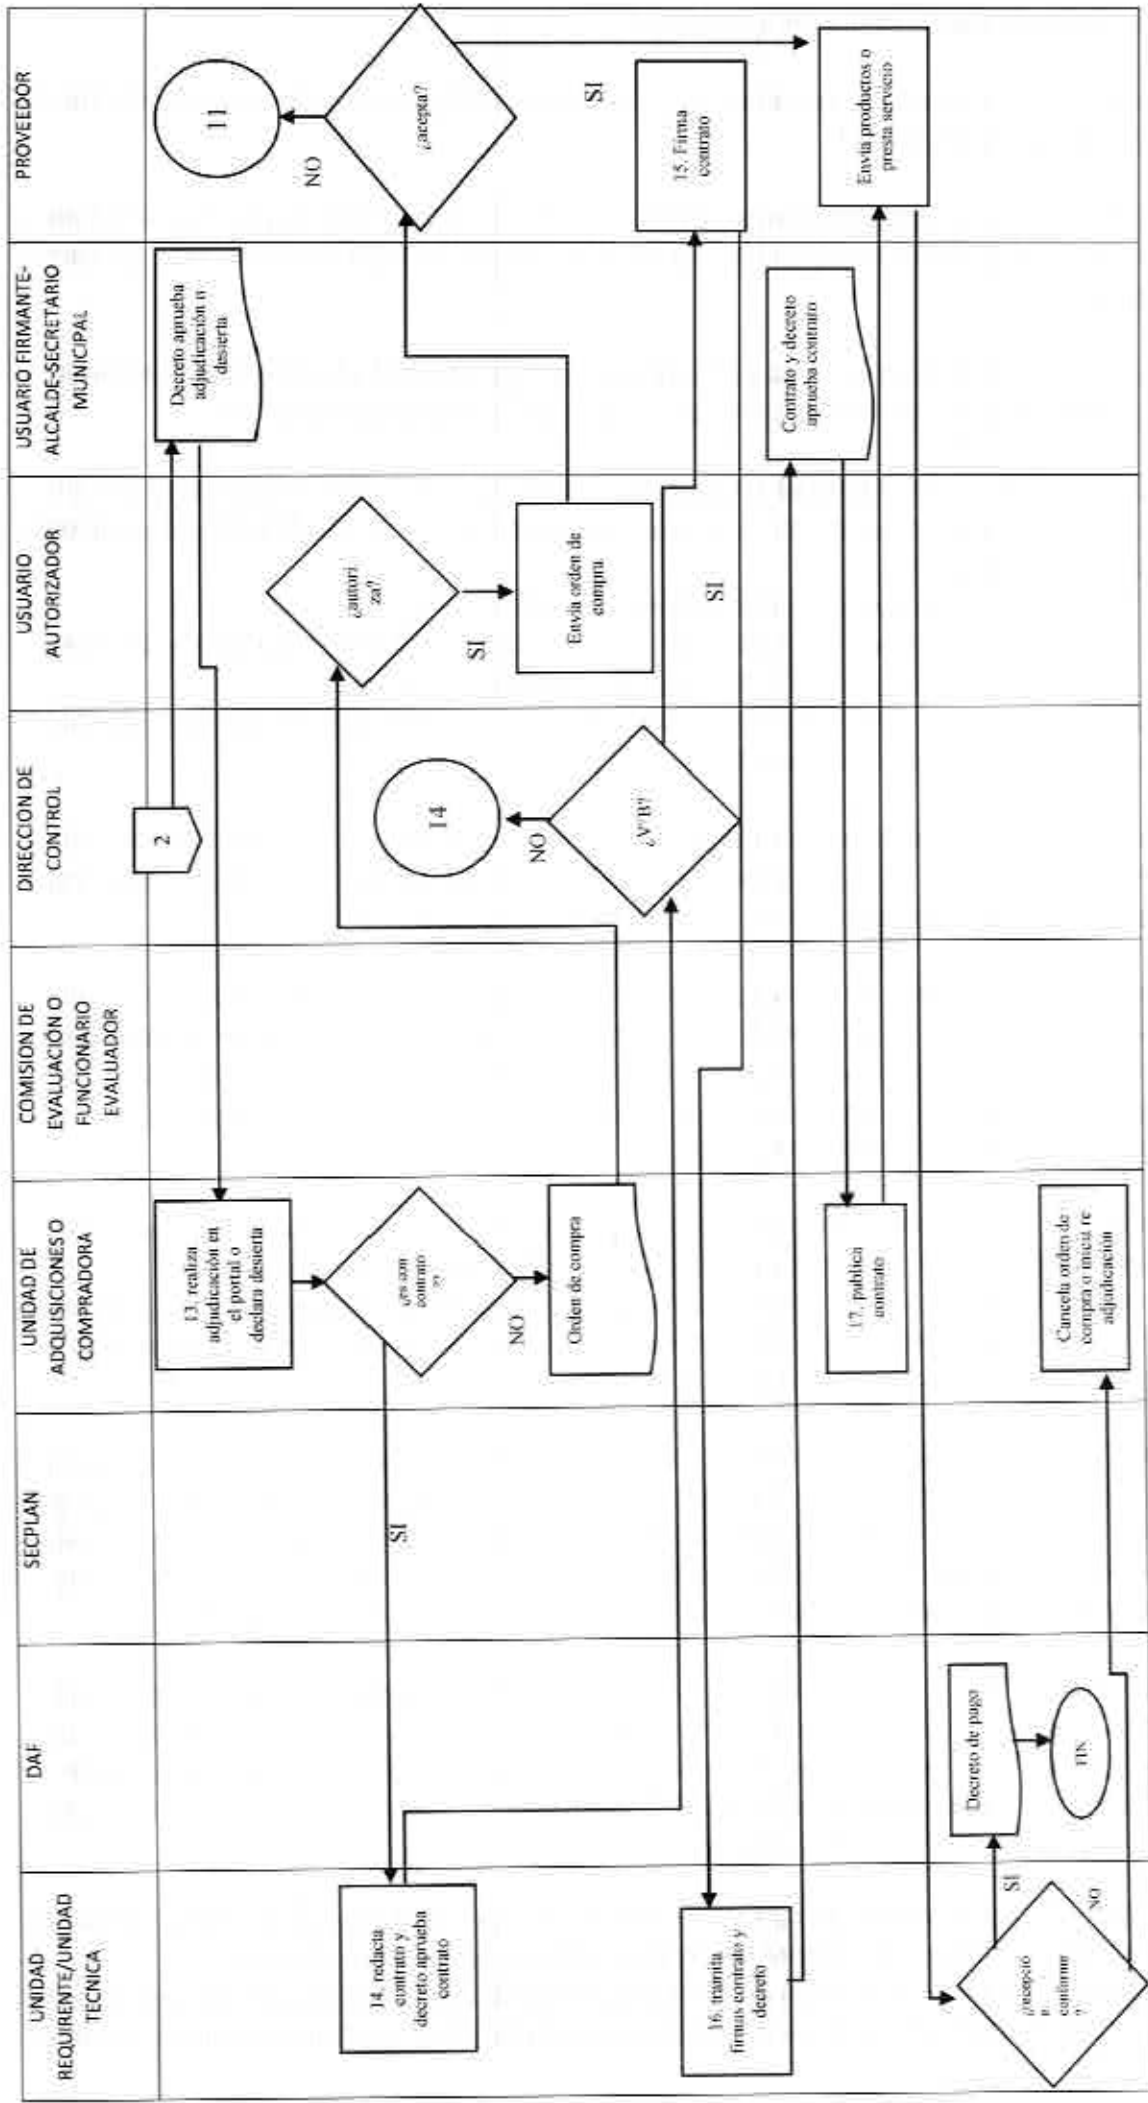 UNIDAD
REQUIRENTE/UNIDAD
TECNICA
DAF
SECPLAN
UNIDAD DE
ADQUISICIONES O
COMPRADORA
COMISION DE
EVALUACIÓN O
FUNCIONARIO
EVALUADOR
DIRECCION DE
CONTROL
USUARIO
AUTORIZADOR
USUARIO FIRMANTE-
ALCALDE-SECRETARIO
MUNICIPAL
PROVEEDOR
2
Decreto aprueba
adjudicación o
desierta
11
13. realiza
adjudicación en
el portal o
declara desierta
NO
¿acepta?
¿autori
za?
SI
¿es con
contrato
??
SI
NO
14. redacta
contrato y
decreto aprueba
contrato
14
NO
Orden de compra
Envía orden de
compra
SI
¿V°B?
SI
15. Firma
contrato
16. tramita
firmas contrato y
decreto
Contrato y decreto
aprueba contrato
17. publica
contrato
Envía productos o
presta servicio
¿recepció
n
conforme
?
SI
NO
Decreto de pago
FIN
Cancela orden de
compra o inicia re
adjudicación